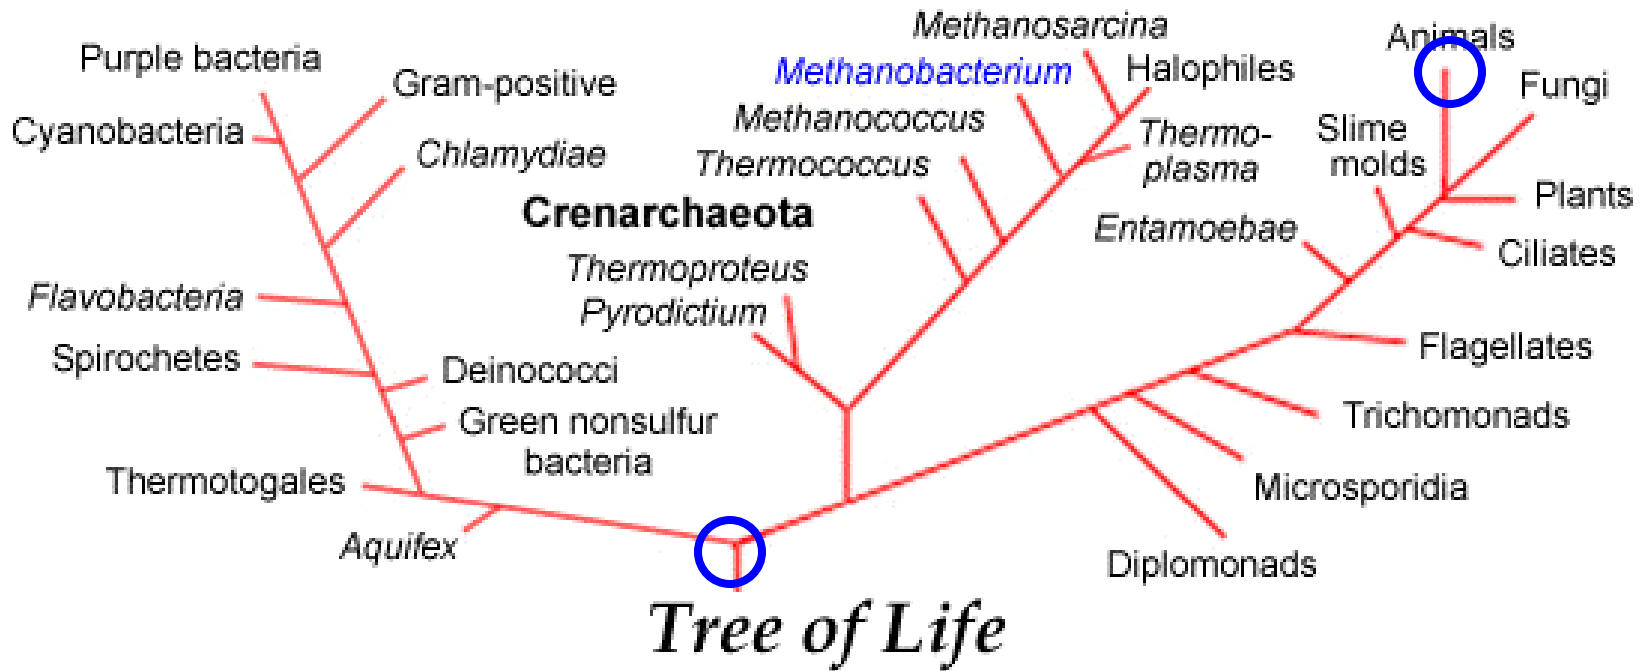 Methanosarcina
Animals
Purple bacteria
Methanobacterium
Halophiles
Gram-positive
Fungi
Cyanobacteria
Methanococcus
Thermo-
plasma
Slime
molds
Chlamydiae
Thermococcus
Plants
Crenarchaeota
Entamoebae
Ciliates
Thermoproteus
Flavobacteria
Pyrodictium
Spirochetes
Flagellates
Deinococci
Green nonsulfur
bacteria
Trichomonads
Thermotogales
Microsporidia
Aquifex
Diplomonads
Tree of Life